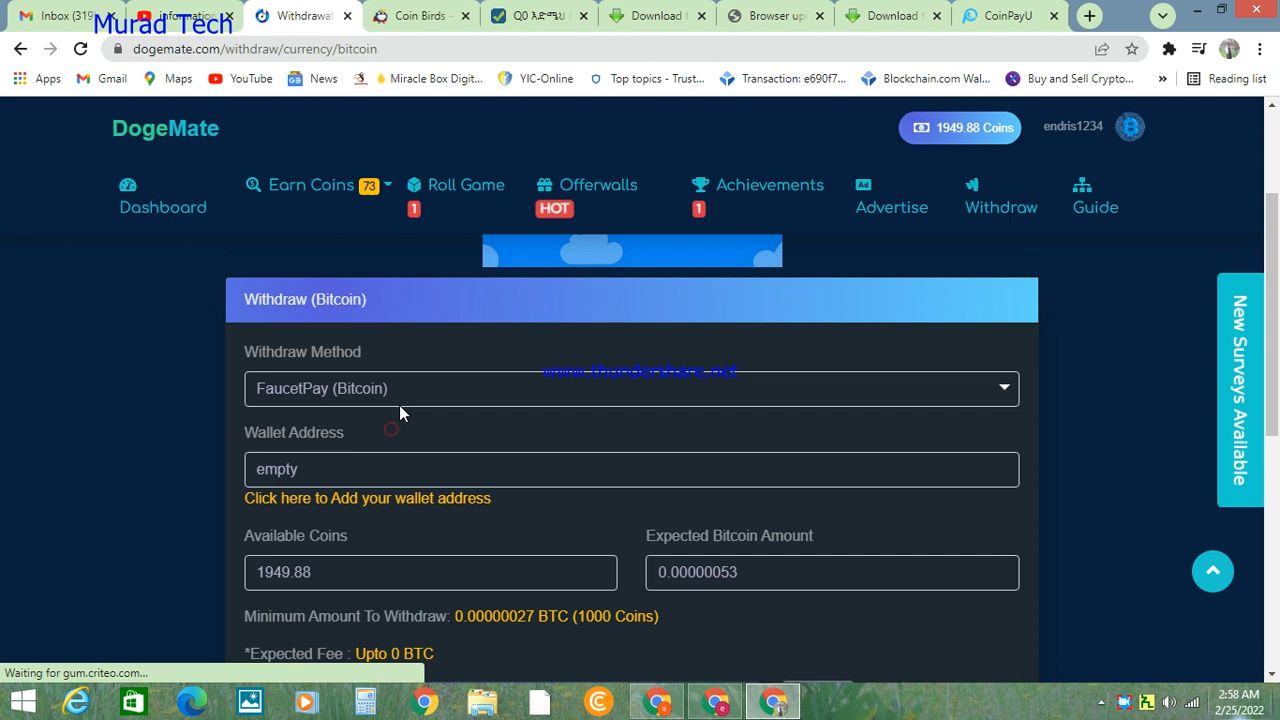 Inbox (319)
information
Withdrawal
Coin Birds -
Download
Browser up
Download
CoinPayU
Murad Tech
dogemate.com/withdraw/currency/bitcoin
Apps
Gmail
Maps
YouTube
News
Miracle Box Digit...
YIC-Online
Top topics - Trust...
Transaction: e690f7...
Blockchain.com Wal...
Buy and Sell Crypto...
»
Reading list
DogeMate
1949.88 Coins
endris1234
Dashboard
Earn Coins 73
Roll Game
1
Offerwalls
HOT
Achievements
1
Advertise
Withdraw
Guide
Withdraw (Bitcoin)
Withdraw Method
www.thundershare.net
FaucetPay (Bitcoin)
Wallet Address
empty
Click here to Add your wallet address
Available Coins
Expected Bitcoin Amount
1949.88
0.00000053
Minimum Amount To Withdraw: 0.00000027 BTC (1000 Coins)
*Expected Fee : Upto 0 BTC
New Surveys Available
Waiting for gum.criteo.com...
2:58 AM
2/25/2022